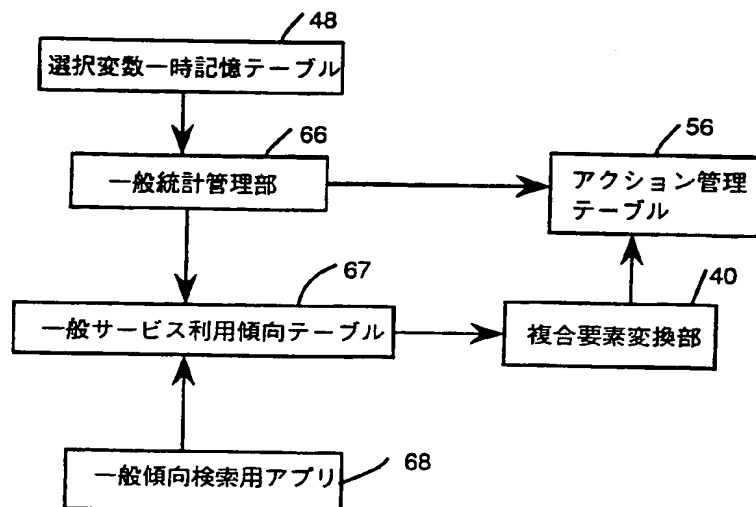 48
選択変数一時記憶テーブル
66
一般統計管理部
56
アクション管理
テーブル
67
一般サービス利用傾向テーブル
40
複合要素変換部
一般傾向検索用アプリ
68